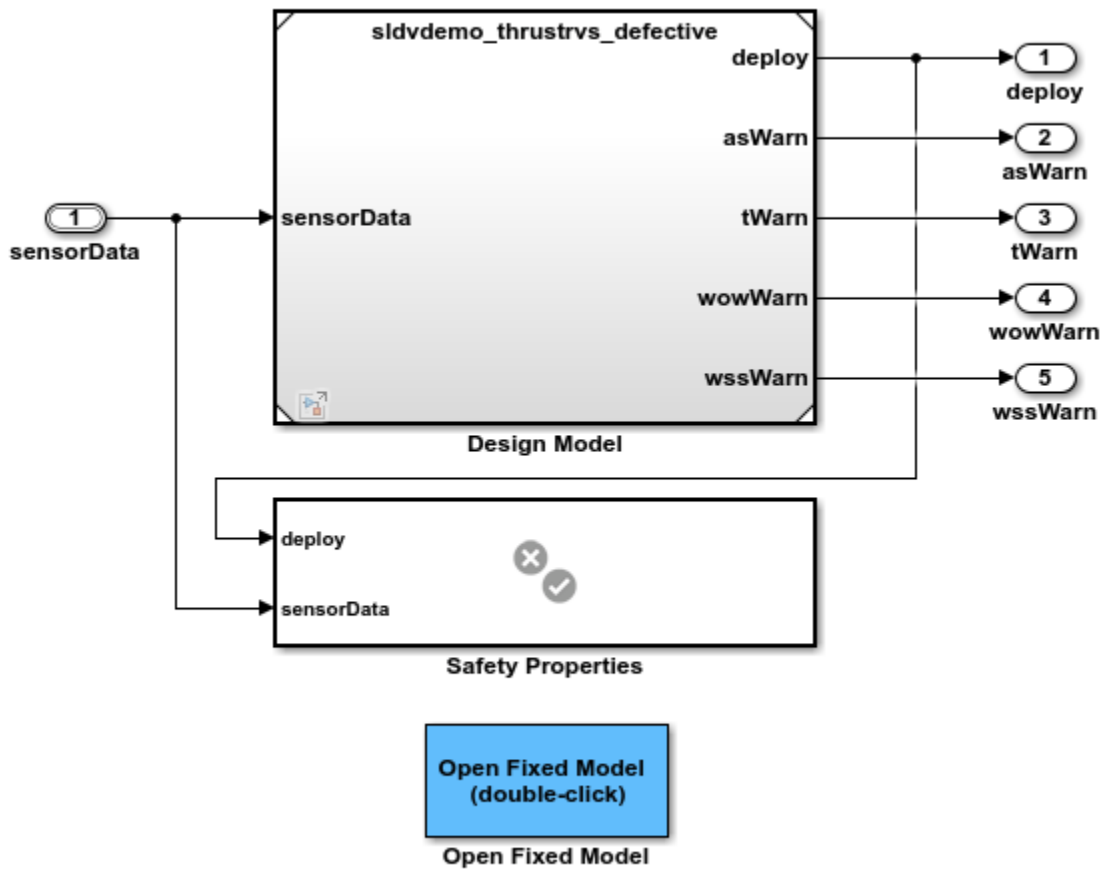 sldvdemo_thrustrvs_defective
deploy
1
deploy
asWarn
2
asWarn
1
sensorData
sensorData
tWarn
3
tWarn
wowWarn
4
wowWarn
wssWarn
5
wssWarn
Design Model
deploy
sensorData
Safety Properties
Open Fixed Model
(double-click)
Open Fixed Model